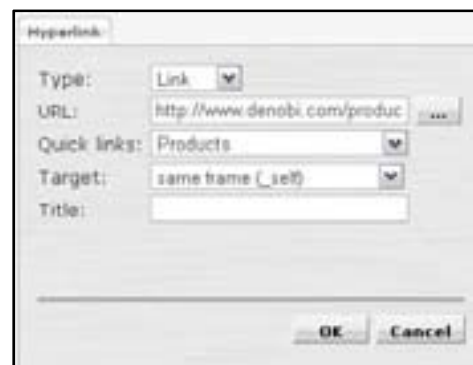 Hyperlink
Type: Link
URL: http://www.denobi.com/produc ...
Quick links: Products
Target: same frame (_self)
Title:
OK Cancel